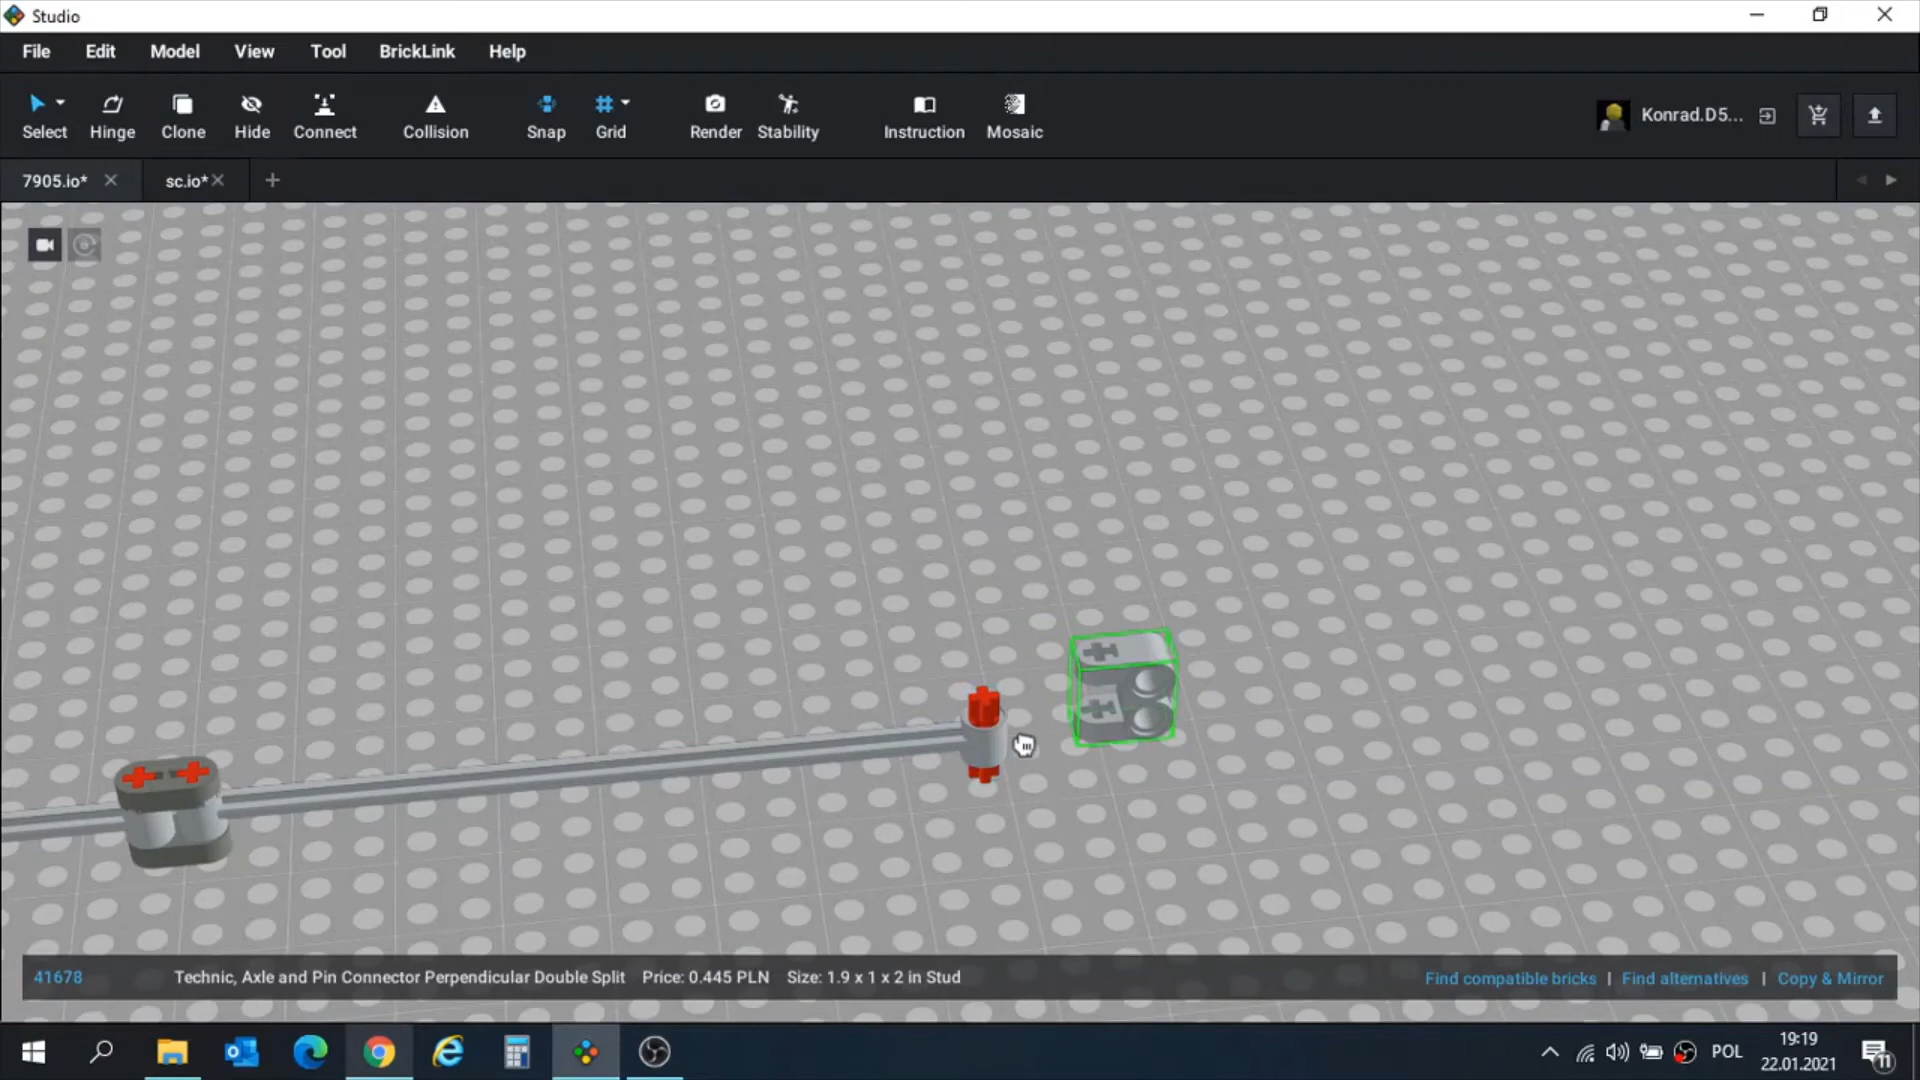 Studio
File Edit Model View Tool BrickLink Help
Select Hinge Clone Hide Connect Collision Snap Grid Render Stability Instruction Mosaic Konrad.D5...
7905.io* sc.io*
41678 Technic, Axle and Pin Connector Perpendicular Double Split Price: 0.445 PLN Size: 1.9 x 1 x 2 in Stud Find compatible bricks | Find alternatives | Copy & Mirror
19:19
POL
22.01.2021
11